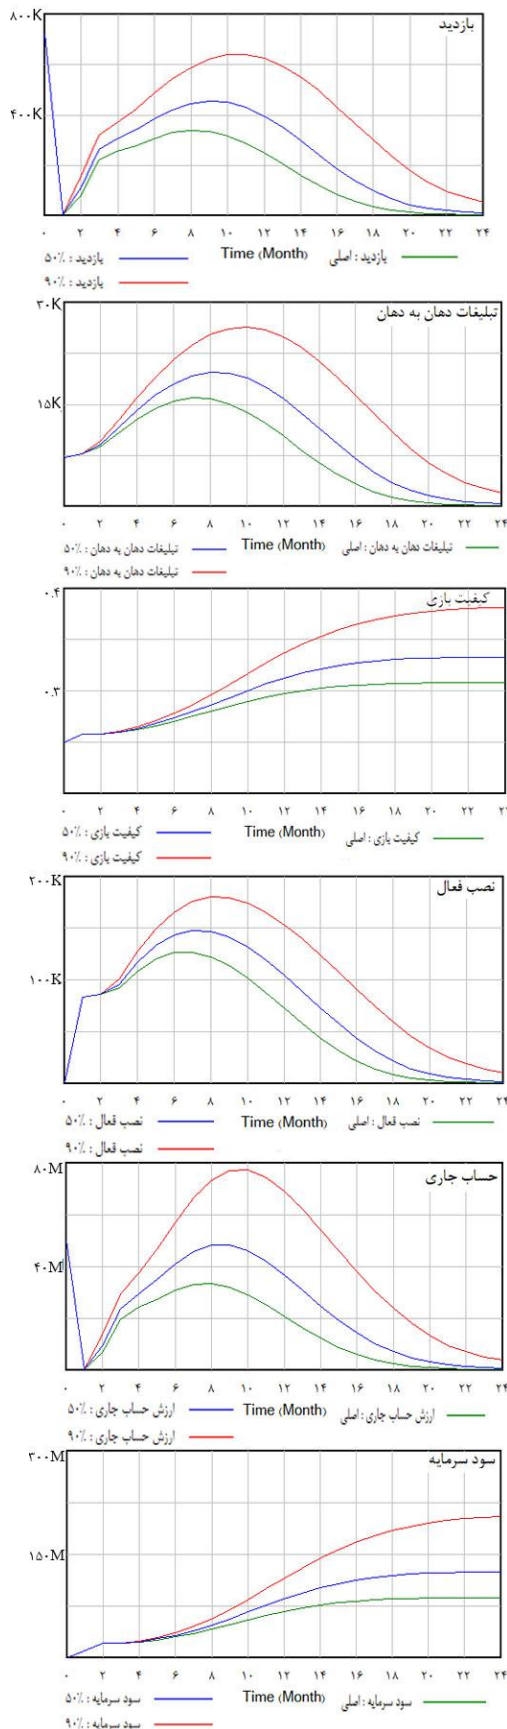 بازدید
۸۰۰K
۴۰۰K
۰ ۲ ۴ ۶ ۸ ۱۰ ۱۲ ۱۴ ۱۶ ۱۸ ۲۰ ۲۲ ۲۴
بازدید : ۵۰٪ Time (Month) بازدید : اصلی
بازدید : ۹۰٪
تبلیغات دهان به دهان
۳۰K
۱۵K
۰ ۲ ۴ ۶ ۸ ۱۰ ۱۲ ۱۴ ۱۶ ۱۸ ۲۰ ۲۲ ۲۴
تبلیغات دهان به دهان : ۵۰٪ Time (Month) تبلیغات دهان به دهان : اصلی
تبلیغات دهان به دهان : ۹۰٪
کیفیت بازی
۰.۴
۰.۳
۰ ۲ ۴ ۶ ۸ ۱۰ ۱۲ ۱۴ ۱۶ ۱۸ ۲۰ ۲۲ ۲۴
کیفیت بازی : ۵۰٪ Time (Month) کیفیت بازی : اصلی
کیفیت بازی : ۹۰٪
نصب فعال
۲۰۰K
۱۰۰K
۰ ۲ ۴ ۶ ۸ ۱۰ ۱۲ ۱۴ ۱۶ ۱۸ ۲۰ ۲۲ ۲۴
نصب فعال : ۵۰٪ Time (Month) نصب فعال : اصلی
نصب فعال : ۹۰٪
حساب جاری
۸۰M
۴۰M
۰ ۲ ۴ ۶ ۸ ۱۰ ۱۲ ۱۴ ۱۶ ۱۸ ۲۰ ۲۲ ۲۴
ارزش حساب جاری : ۵۰٪ Time (Month) ارزش حساب جاری : اصلی
ارزش حساب جاری : ۹۰٪
سود سرمایه
۳۰۰M
۱۵۰M
۰ ۲ ۴ ۶ ۸ ۱۰ ۱۲ ۱۴ ۱۶ ۱۸ ۲۰ ۲۲ ۲۴
سود سرمایه : ۵۰٪ Time (Month) سود سرمایه : اصلی
سود سرمایه : ۹۰٪